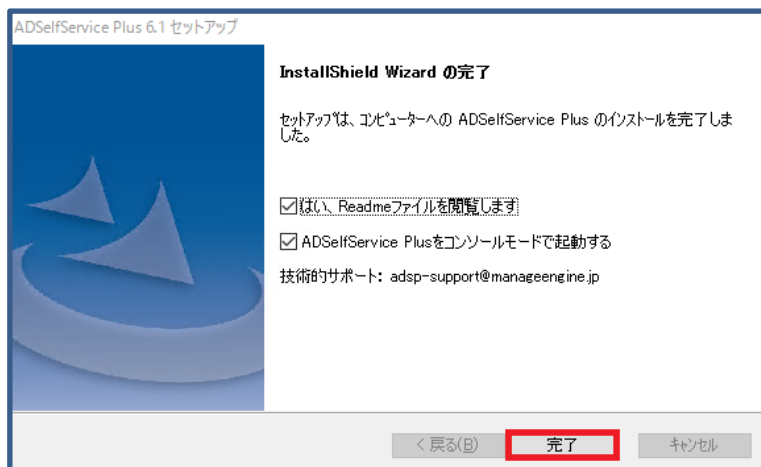 ADSelfService Plus 6.1 セットアップ
InstallShield Wizard の完了
セットアップは、コンピューターへの ADSelfService Plus のインストールを完了しま
した。
はい、Readmeファイルを閲覧します
ADSelfService Plusをコンソールモードで起動する
技術的サポート: adsp-support@manageengine.jp
< 戻る(B)
完了
キャンセル